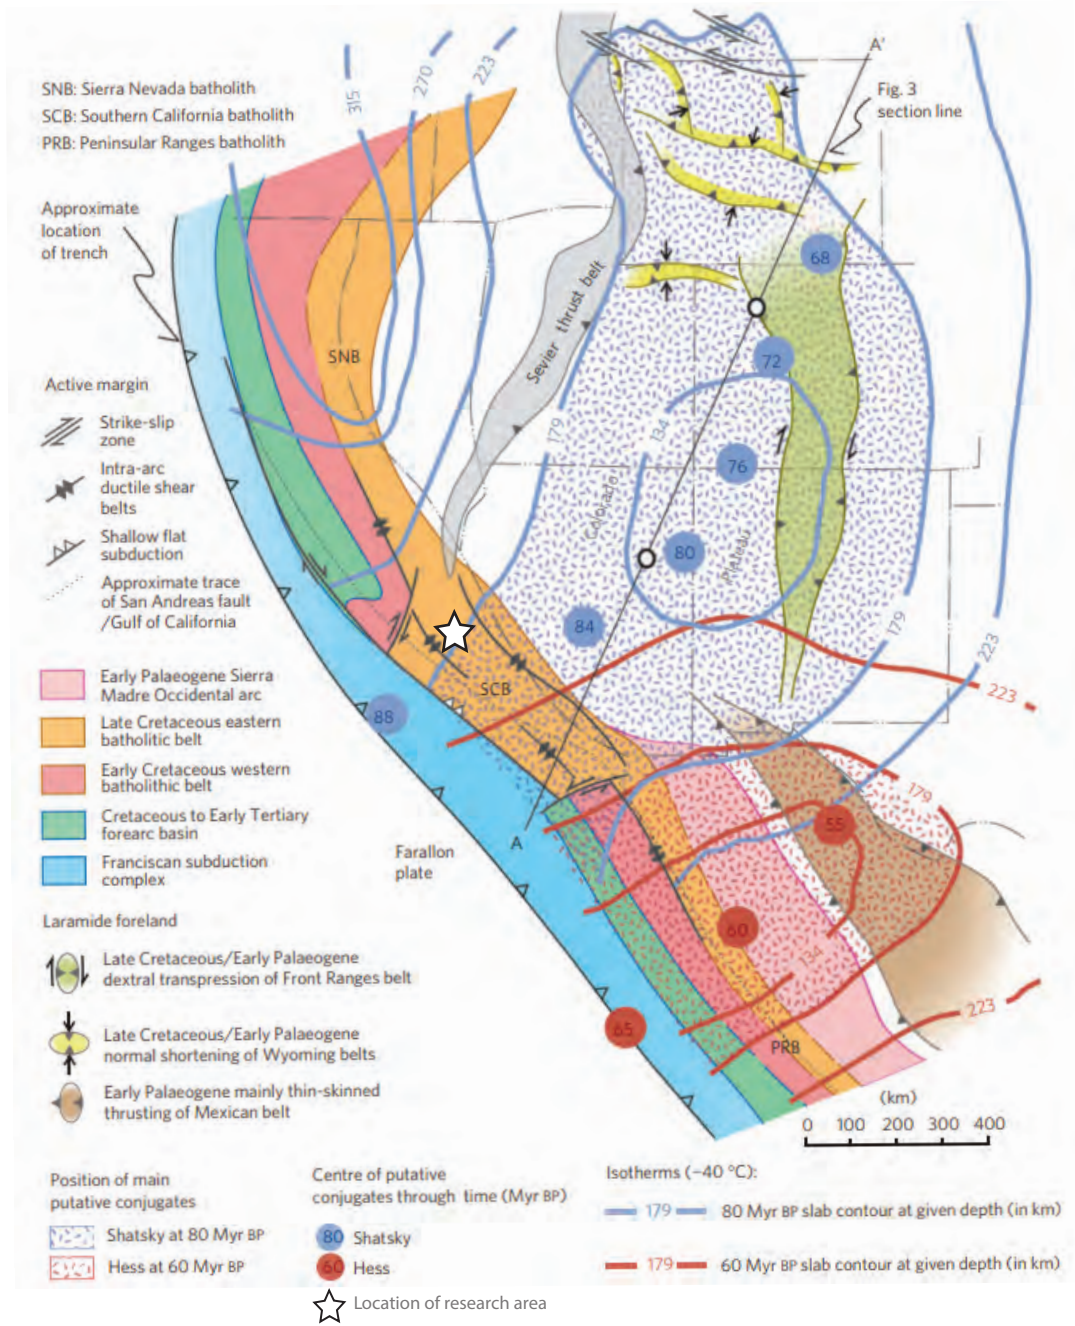 SNB: Sierra Nevada batholith
SCB: Southern California batholith
PRB: Peninsular Ranges batholith
315
270
223
A'
Fig. 3
section line
Approximate
location
of trench
68
Sevier thrust belt
SNB
72
Active margin
Strike-slip
zone
Intra-arc
ductile shear
belts
Shallow flat
subduction
Approximate trace
of San Andreas fault
/Gulf of California
179
134
76
Colorado
Plateau
80
84
179
223
223
SCB
88
Early Palaeogene Sierra
Madre Occidental arc
Late Cretaceous eastern
batholitic belt
Early Cretaceous western
batholithic belt
Cretaceous to Early Tertiary
forearc basin
Franciscan subduction
complex
179
55
A
Farallon
plate
60
134
65
223
PRB
Laramide foreland
Late Cretaceous/Early Palaeogene
dextral transpression of Front Ranges belt
Late Cretaceous/Early Palaeogene
normal shortening of Wyoming belts
Early Palaeogene mainly thin-skinned
thrusting of Mexican belt
(km)
0 100 200 300 400
Position of main
putative conjugates
Shatsky at 80 Myr BP
Hess at 60 Myr BP
Centre of putative
conjugates through time (Myr BP)
80 Shatsky
60 Hess
Location of research area
Isotherms (–40 °C):
179 80 Myr BP slab contour at given depth (in km)
179 60 Myr BP slab contour at given depth (in km)